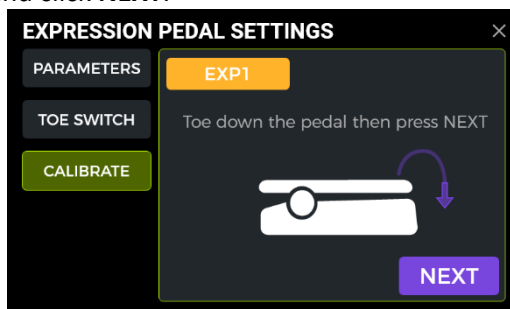 EXPRESSION PEDAL SETTINGS
PARAMETERS
EXP1
TOE SWITCH
Toe down the pedal then press NEXT
CALIBRATE
NEXT